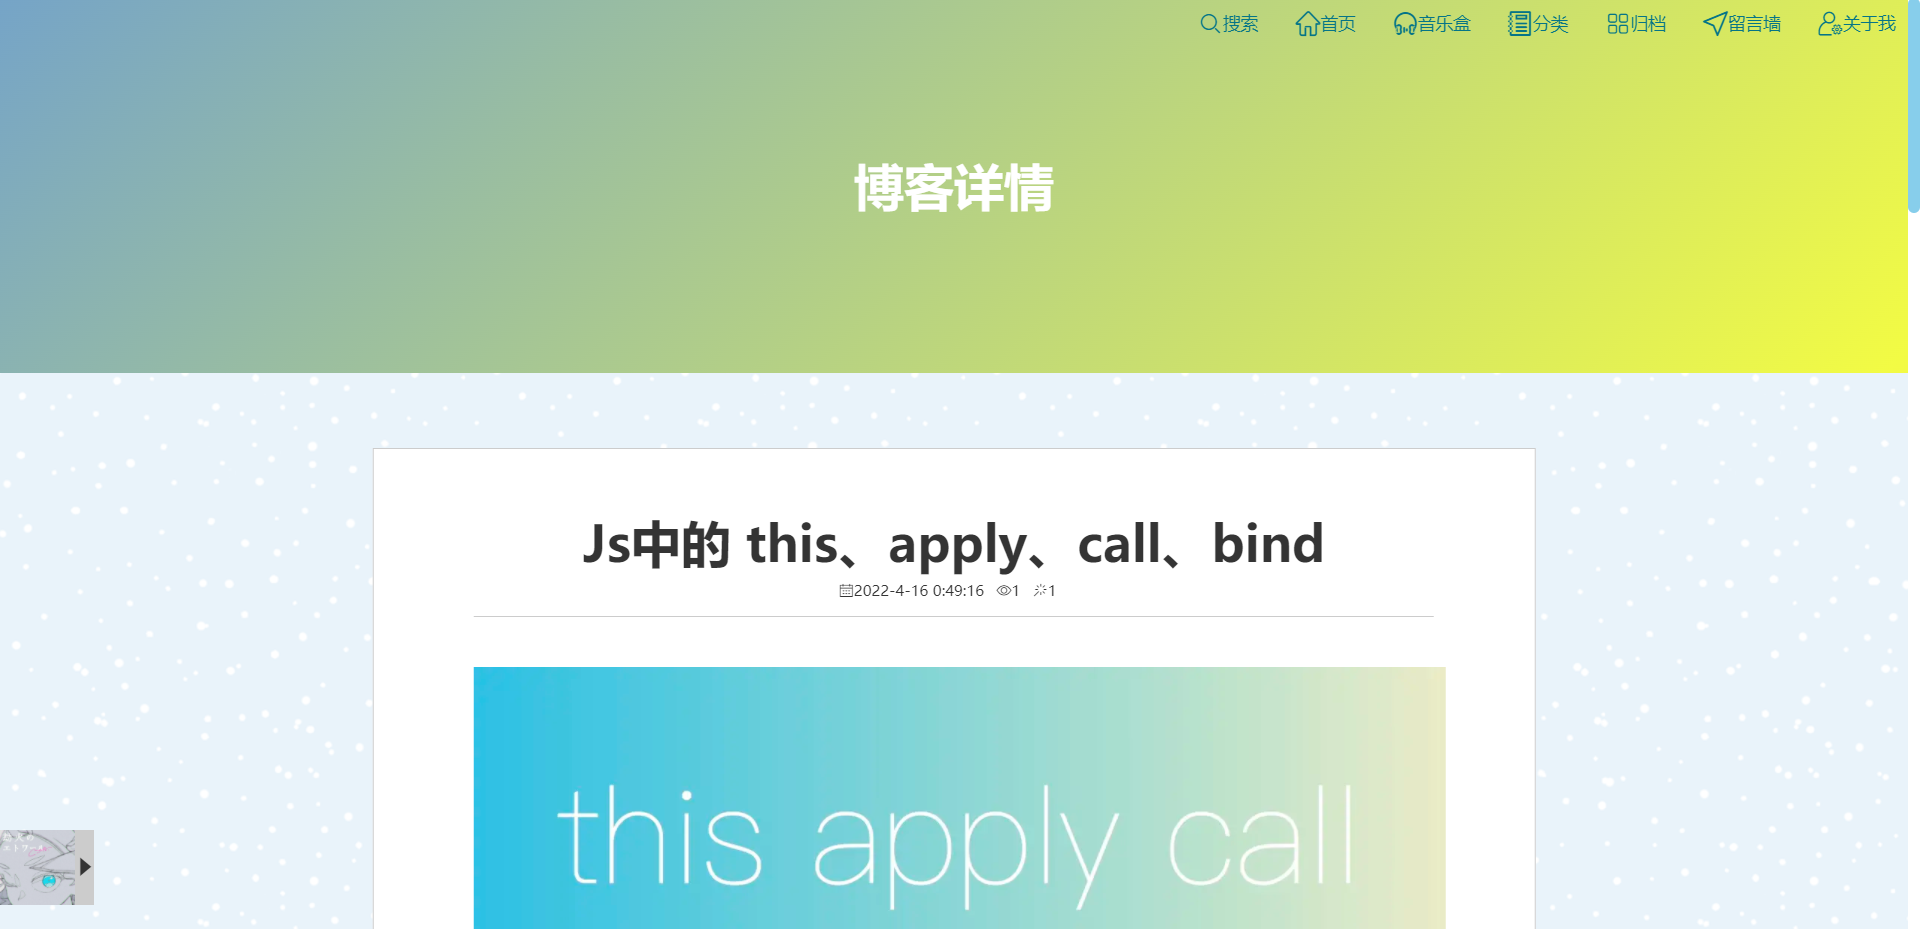 搜索 首页 音乐盒 分类 归档 留言墙 关于我
博客详情
Js中的 this、apply、call、bind
2022-4-16 0:49:16 1 1
this apply call